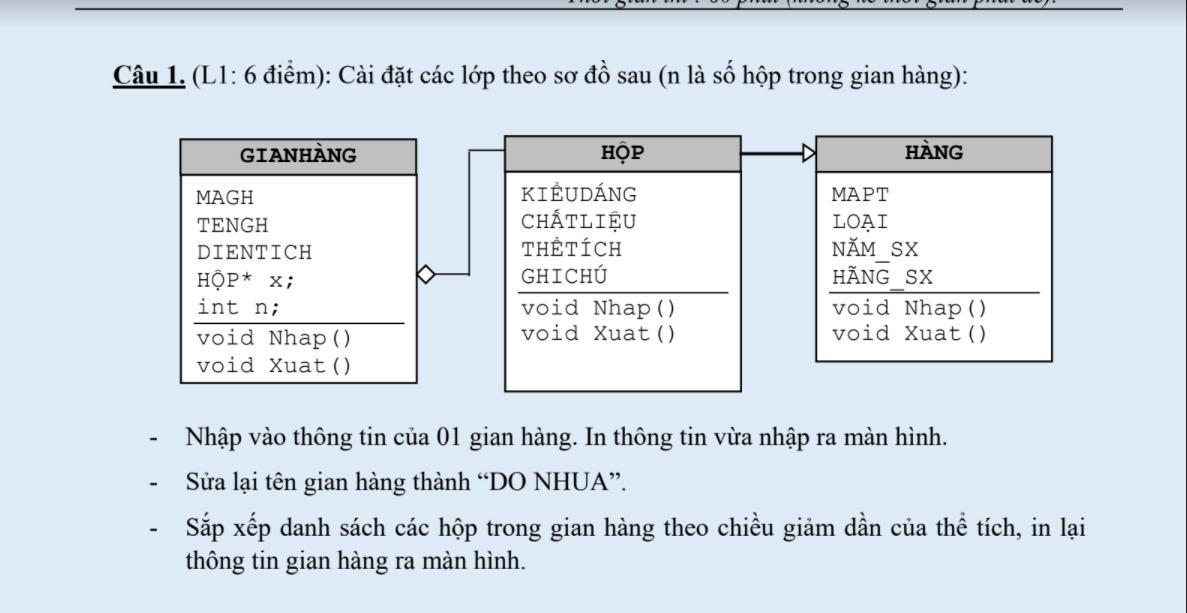 Câu 1. (L1: 6 điểm): Cài đặt các lớp theo sơ đồ sau (n là số hộp trong gian hàng):
GIANHÀNG
MAGH
TENGH
DIENTICH
HỘP* x;
int n;
void Nhap()
void Xuat()
HỘP
KIỂUDÁNG
CHẤTLIỆU
THỂTÍCH
GHICHÚ
void Nhap()
void Xuat()
HÀNG
MAPT
LOẠI
NĂM_SX
HÃNG_SX
void Nhap()
void Xuat()
- Nhập vào thông tin của 01 gian hàng. In thông tin vừa nhập ra màn hình.
- Sửa lại tên gian hàng thành “DO NHUA”.
- Sắp xếp danh sách các hộp trong gian hàng theo chiều giảm dần của thể tích, in lại
thông tin gian hàng ra màn hình.